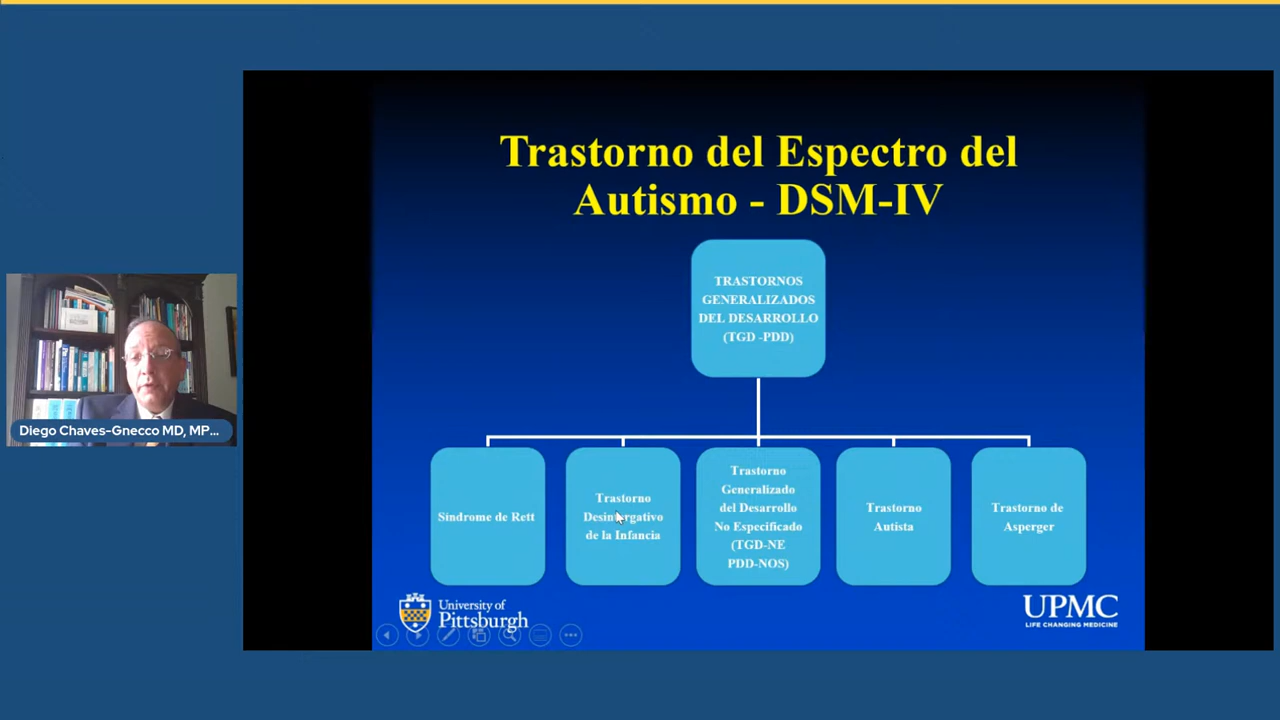 Trastorno del Espectro del
Autismo - DSM-IV
TRASTORNOS
GENERALIZADOS
DEL DESARROLLO
(TGD -PDD)
Síndrome de Rett
Trastorno
Desintergativo
de la Infancia
Trastorno
Generalizado
del Desarrollo
No Especificado
(TGD-NE
PDD-NOS)
Trastorno
Autista
Trastorno de
Asperger
Diego Chaves-Gnecco MD, MP...
University of
Pittsburgh
UPMC
LIFE CHANGING MEDICINE